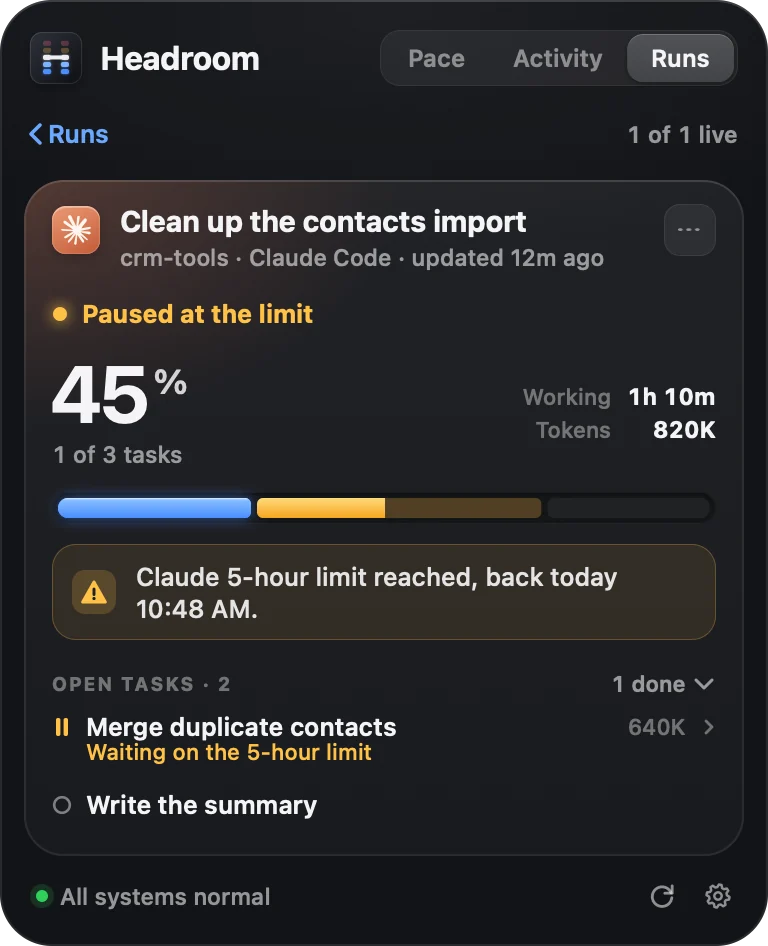 Headroom
Pace Activity Runs
Runs
1 of 1 live
Clean up the contacts import
crm-tools · Claude Code · updated 12m ago
Paused at the limit
45%
Working 1h 10m
Tokens 820K
1 of 3 tasks
Claude 5-hour limit reached, back today
10:48 AM.
OPEN TASKS · 2
1 done
Merge duplicate contacts
640K
Waiting on the 5-hour limit
Write the summary
All systems normal